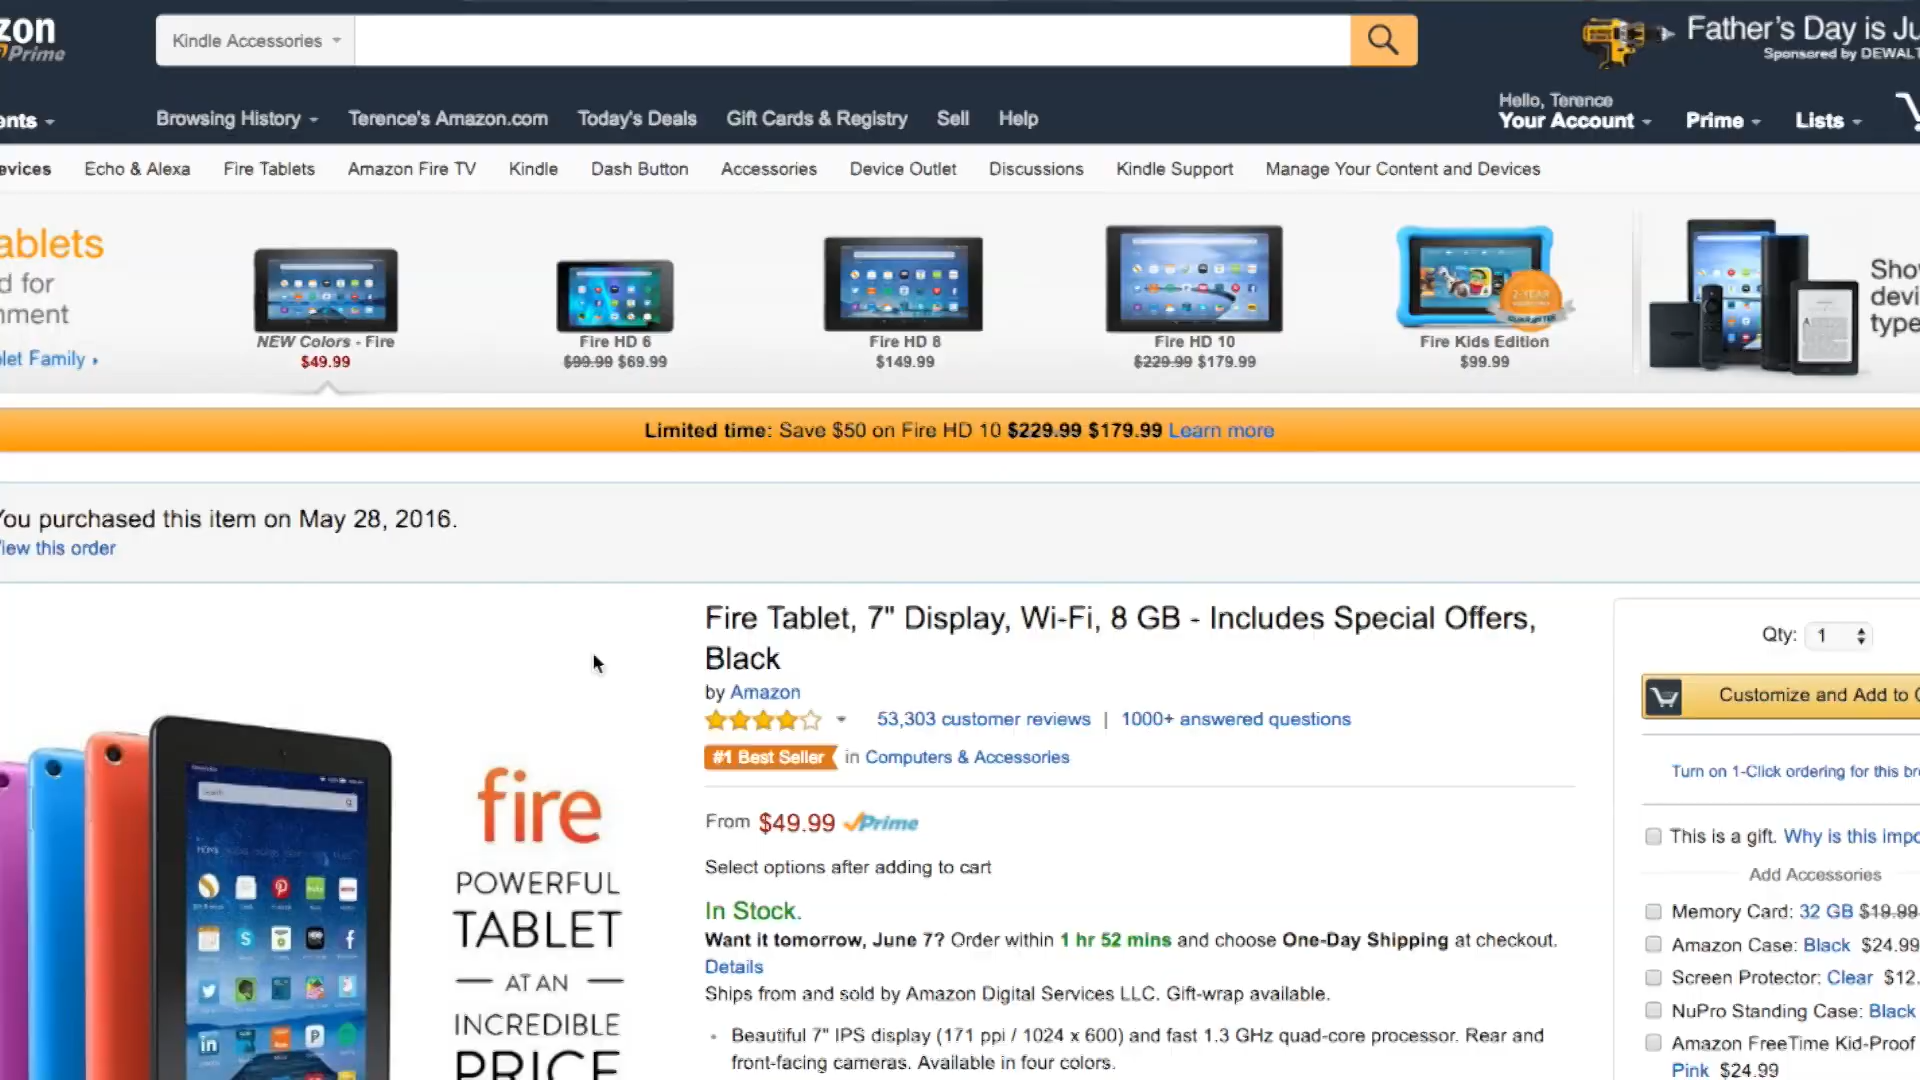 zon
Prime
Kindle Accessories
Father's Day is Ju
Sponsored by DEWALT
ents
Browsing History
Terence's Amazon.com
Today's Deals
Gift Cards & Registry
Sell
Help
Hello, Terence
Your Account
Prime
Lists
evices
Echo & Alexa
Fire Tablets
Amazon Fire TV
Kindle
Dash Button
Accessories
Device Outlet
Discussions
Kindle Support
Manage Your Content and Devices
ablets
d for
nment
let Family
NEW Colors - Fire
$49.99
Fire HD 6
$99.99 $69.99
Fire HD 8
$149.99
Fire HD 10
$229.99 $179.99
2-YEAR
Fire Kids Edition
$99.99
Show
devi
type
Limited time: Save $50 on Fire HD 10 $229.99 $179.99 Learn more
You purchased this item on May 28, 2016.
View this order
Fire Tablet, 7" Display, Wi-Fi, 8 GB - Includes Special Offers,
Black
by Amazon
53,303 customer reviews | 1000+ answered questions
#1 Best Seller in Computers & Accessories
From $49.99 Prime
Select options after adding to cart
In Stock.
Want it tomorrow, June 7? Order within 1 hr 52 mins and choose One-Day Shipping at checkout.
Details
Ships from and sold by Amazon Digital Services LLC. Gift-wrap available.
• Beautiful 7" IPS display (171 ppi / 1024 x 600) and fast 1.3 GHz quad-core processor. Rear and
front-facing cameras. Available in four colors.
Search
fire
POWERFUL
TABLET
AT AN
INCREDIBLE
PRICE
Qty: 1
Customize and Add to C
Turn on 1-Click ordering for this bro
This is a gift. Why is this impo
Add Accessories
Memory Card: 32 GB $19.99
Amazon Case: Black $24.99
Screen Protector: Clear $12.
NuPro Standing Case: Black
Amazon FreeTime Kid-Proof
Pink $24.99